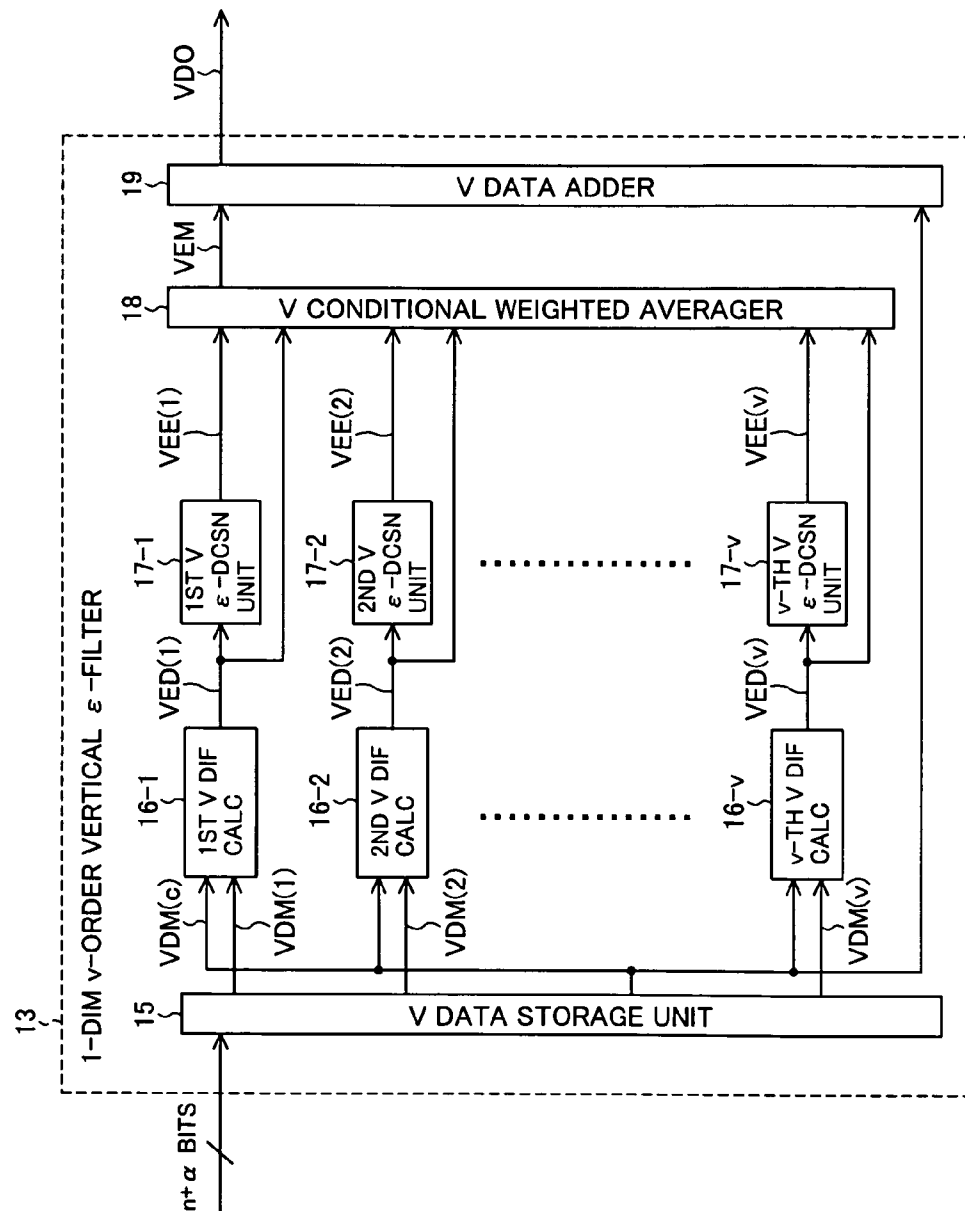 13
1-DIM v-ORDER VERTICAL ε-FILTER
n+α BITS
15
V DATA STORAGE UNIT
VDM(c)
VDM(1)
16-1
1ST V DIF
CALC
VED(1)
17-1
1ST V
ε-DCSN
UNIT
VEE(1)
VDM(2)
16-2
2ND V DIF
CALC
VED(2)
17-2
2ND V
ε-DCSN
UNIT
VEE(2)
VDM(v)
16-v
v-TH V DIF
CALC
VED(v)
17-v
v-TH V
ε-DCSN
UNIT
VEE(v)
18
V CONDITIONAL WEIGHTED AVERAGER
VEM
19
V DATA ADDER
VDO